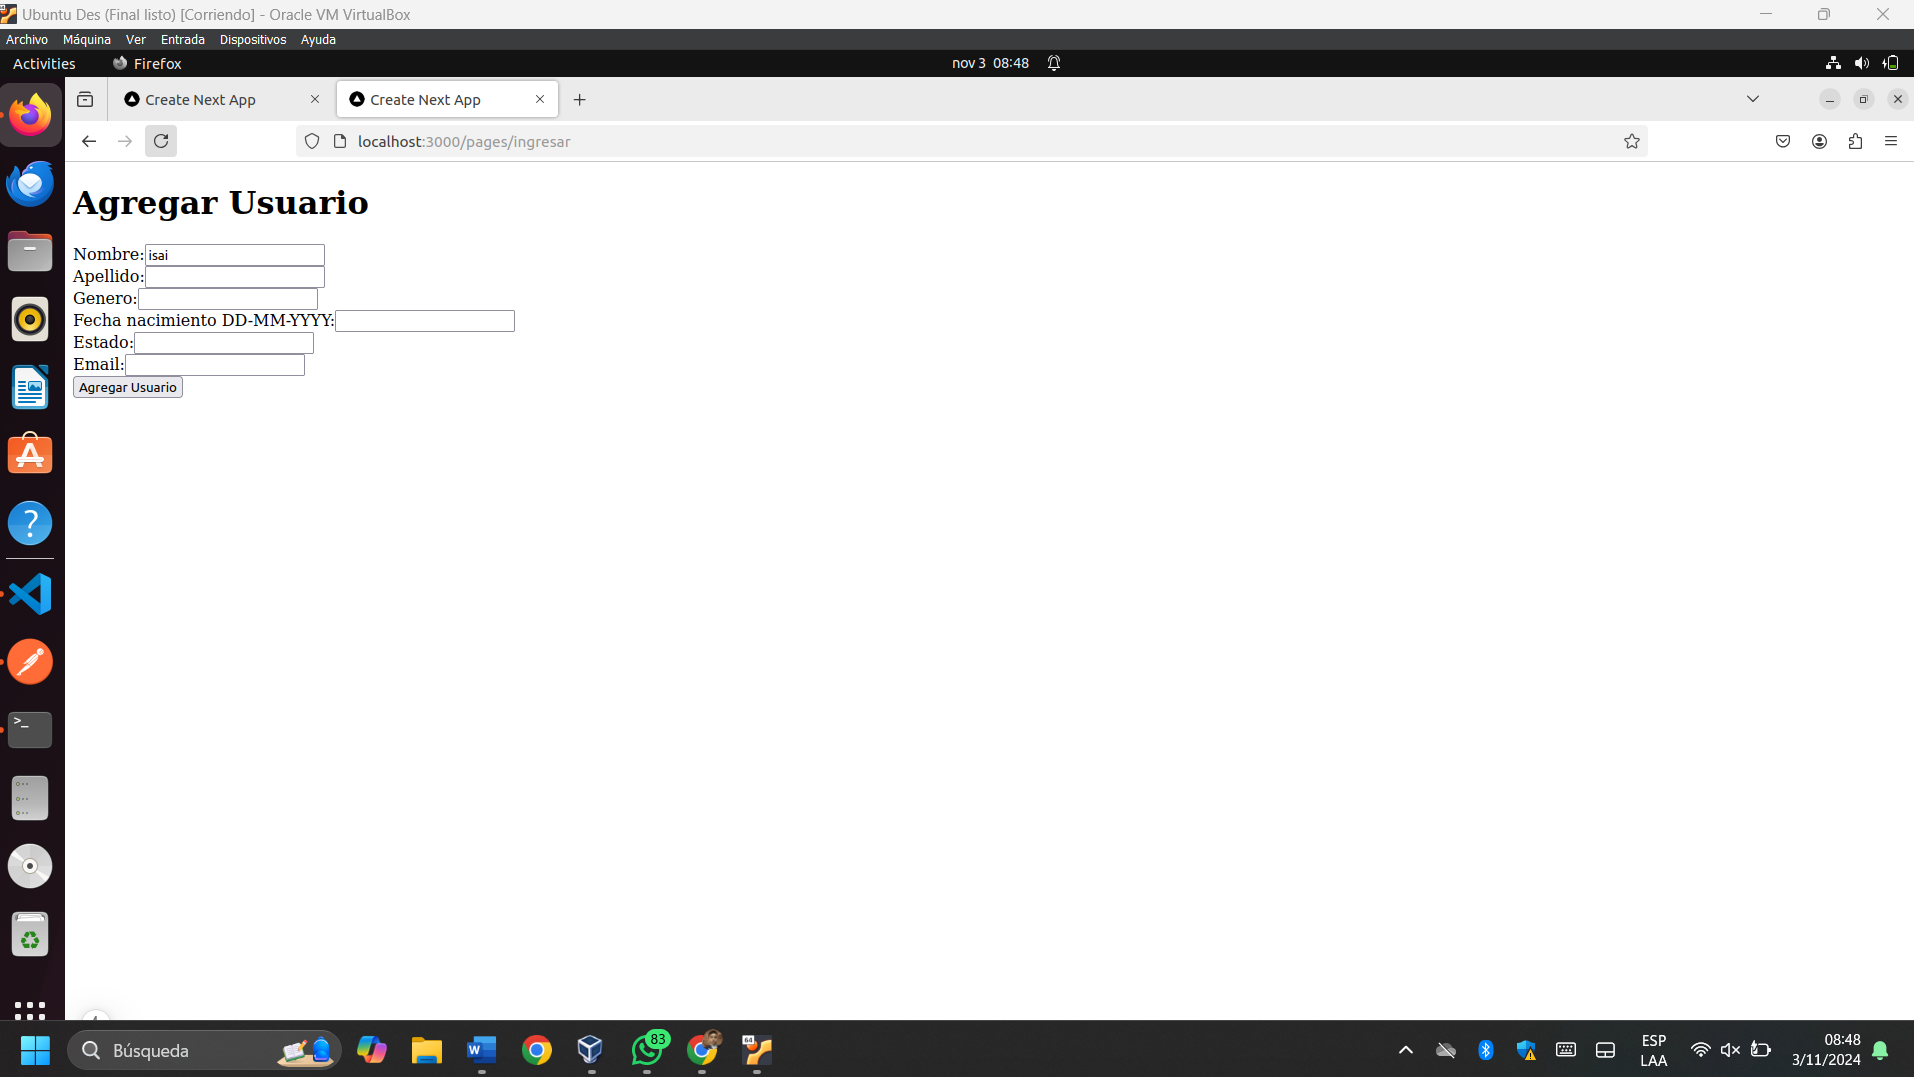 Ubuntu Des (Final listo) [Corriendo] - Oracle VM VirtualBox
Archivo Máquina Ver Entrada Dispositivos Ayuda
Activities Firefox nov 3 08:48
Create Next App Create Next App
localhost:3000/pages/ingresar
Agregar Usuario
Nombre: isai
Apellido:
Genero:
Fecha nacimiento DD-MM-YYYY:
Estado:
Email:
Agregar Usuario
Búsqueda
83
64
ESP
LAA
08:48
3/11/2024